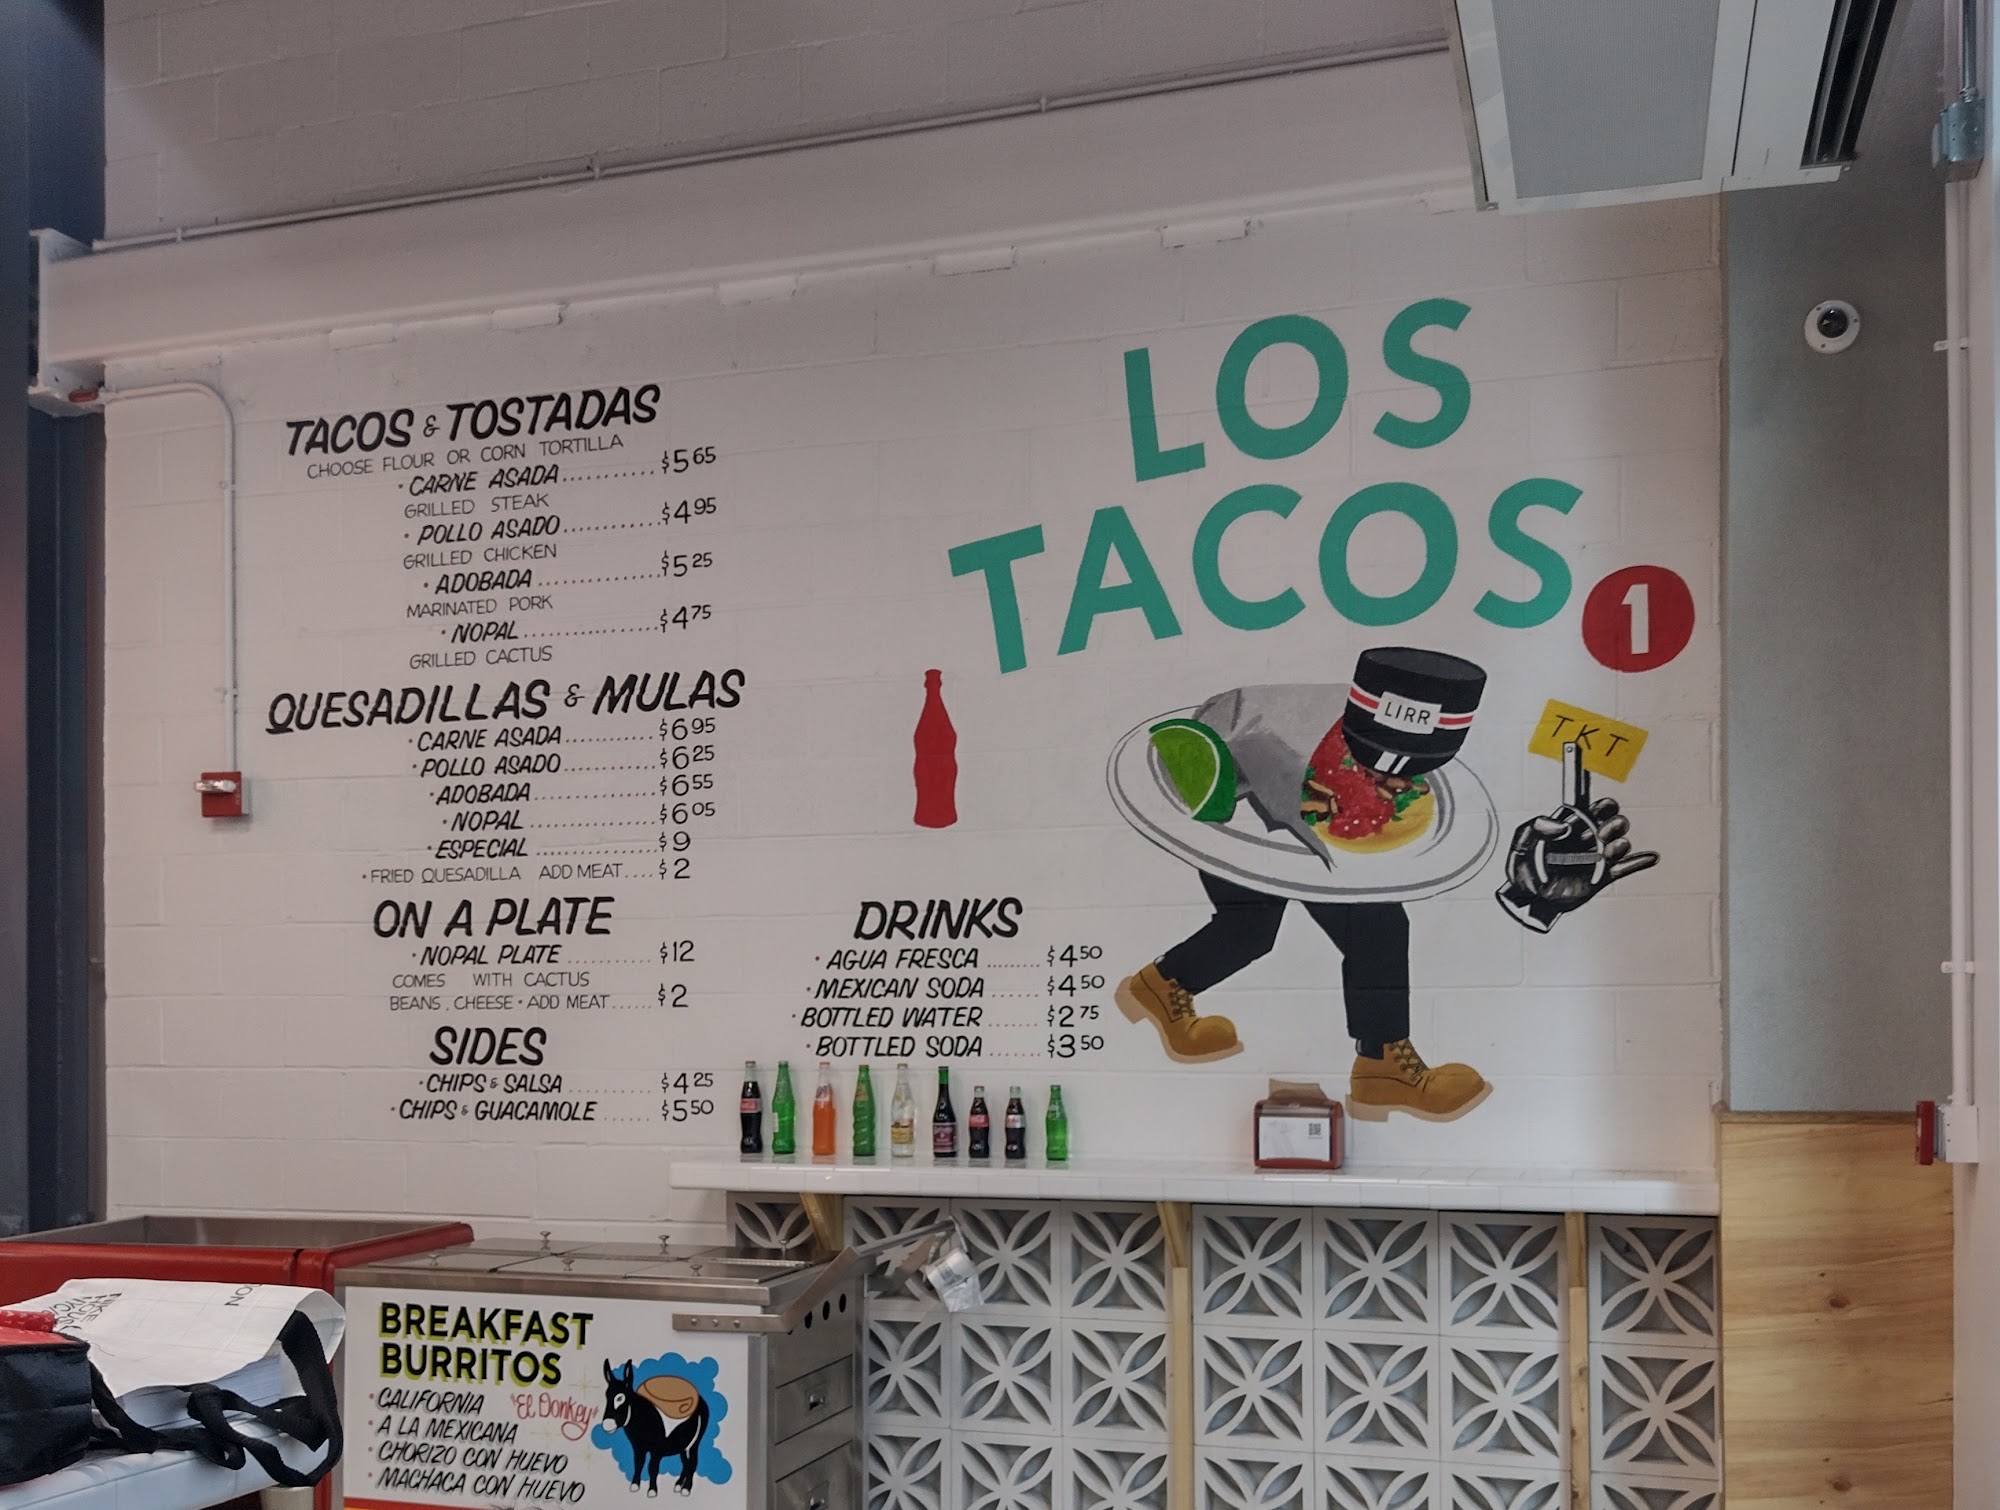 TACOS & TOSTADAS
CHOOSE FLOUR OR CORN TORTILLA
· CARNE ASADA ........... $5 65
GRILLED STEAK
· POLLO ASADO ............ $4 95
GRILLED CHICKEN
· ADOBADA ............... $5 25
MARINATED PORK
· NOPAL ................. $4 75
GRILLED CACTUS
QUESADILLAS & MULAS
· CARNE ASADA ............ $6 95
· POLLO ASADO ............ $6 25
· ADOBADA ................ $6 55
· NOPAL ................. $6 05
· ESPECIAL ................ $9
· FRIED QUESADILLA ADD MEAT .... $2
ON A PLATE
· NOPAL PLATE ........... $12
COMES WITH CACTUS
BEANS, CHEESE · ADD MEAT ...... $2
SIDES
· CHIPS & SALSA ........... $4 25
· CHIPS & GUACAMOLE ...... $5 50
DRINKS
· AGUA FRESCA ......... $4 50
· MEXICAN SODA ....... $4 50
· BOTTLED WATER ....... $2 75
· BOTTLED SODA ....... $3 50
LOS
TACOS
1
LIRR
TKT
BREAKFAST
BURRITOS
"El Donkey"
· CALIFORNIA
· A LA MEXICANA
· CHORIZO CON HUEVO
· MACHACA CON HUEVO